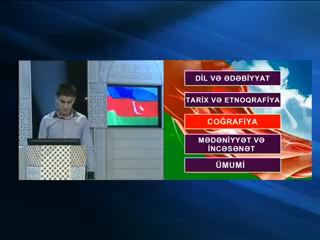 DİL VƏ ƏDƏBİYYAT
TARİX VƏ ETNOQRAFİYA
COĞRAFİYA
MƏDƏNİYYƏT VƏ
İNCƏSƏNƏT
ÜMUMİ